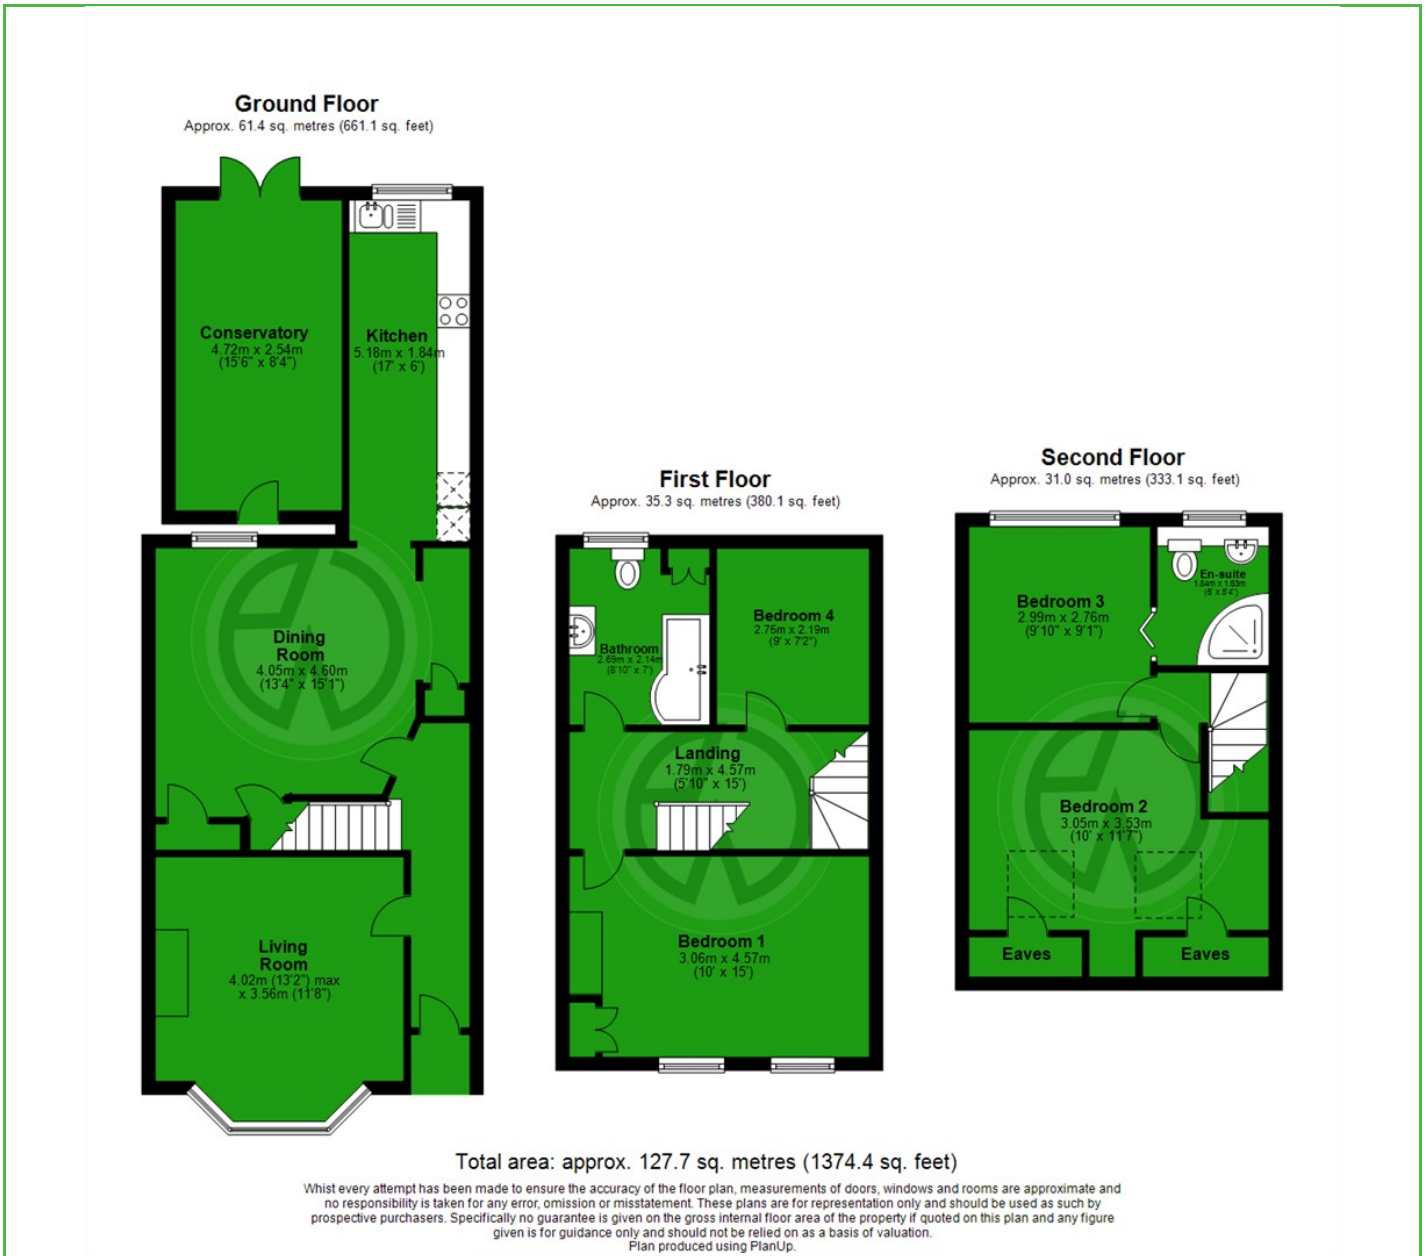 Ground Floor
Approx. 61.4 sq. metres (661.1 sq. feet)
Conservatory
4.72m x 2.54m
(15'6" x 8'4")
Kitchen
5.18m x 1.84m
(17' x 6')
Dining
Room
4.05m x 4.60m
(13'4" x 15'1")
Living
Room
4.02m (13'2") max
x 3.56m (11'8")
First Floor
Approx. 35.3 sq. metres (380.1 sq. feet)
Bathroom
2.69m x 2.14m
(8'10" x 7')
Bedroom 4
2.75m x 2.19m
(9' x 7'2")
Landing
1.79m x 4.57m
(5'10" x 15')
Bedroom 1
3.06m x 4.57m
(10' x 15')
Second Floor
Approx. 31.0 sq. metres (333.1 sq. feet)
Bedroom 3
2.99m x 2.76m
(9'10" x 9'1")
En-suite
1.84m x 1.63m
(6' x 5'4")
Bedroom 2
3.05m x 3.53m
(10' x 11'7")
Eaves
Eaves
Total area: approx. 127.7 sq. metres (1374.4 sq. feet)
Whist every attempt has been made to ensure the accuracy of the floor plan, measurements of doors, windows and rooms are approximate and
no responsibility is taken for any error, omission or misstatement. These plans are for representation only and should be used as such by
prospective purchasers. Specifically no guarantee is given on the gross internal floor area of the property if quoted on this plan and any figure
given is for guidance only and should not be relied on as a basis of valuation.
Plan produced using PlanUp.